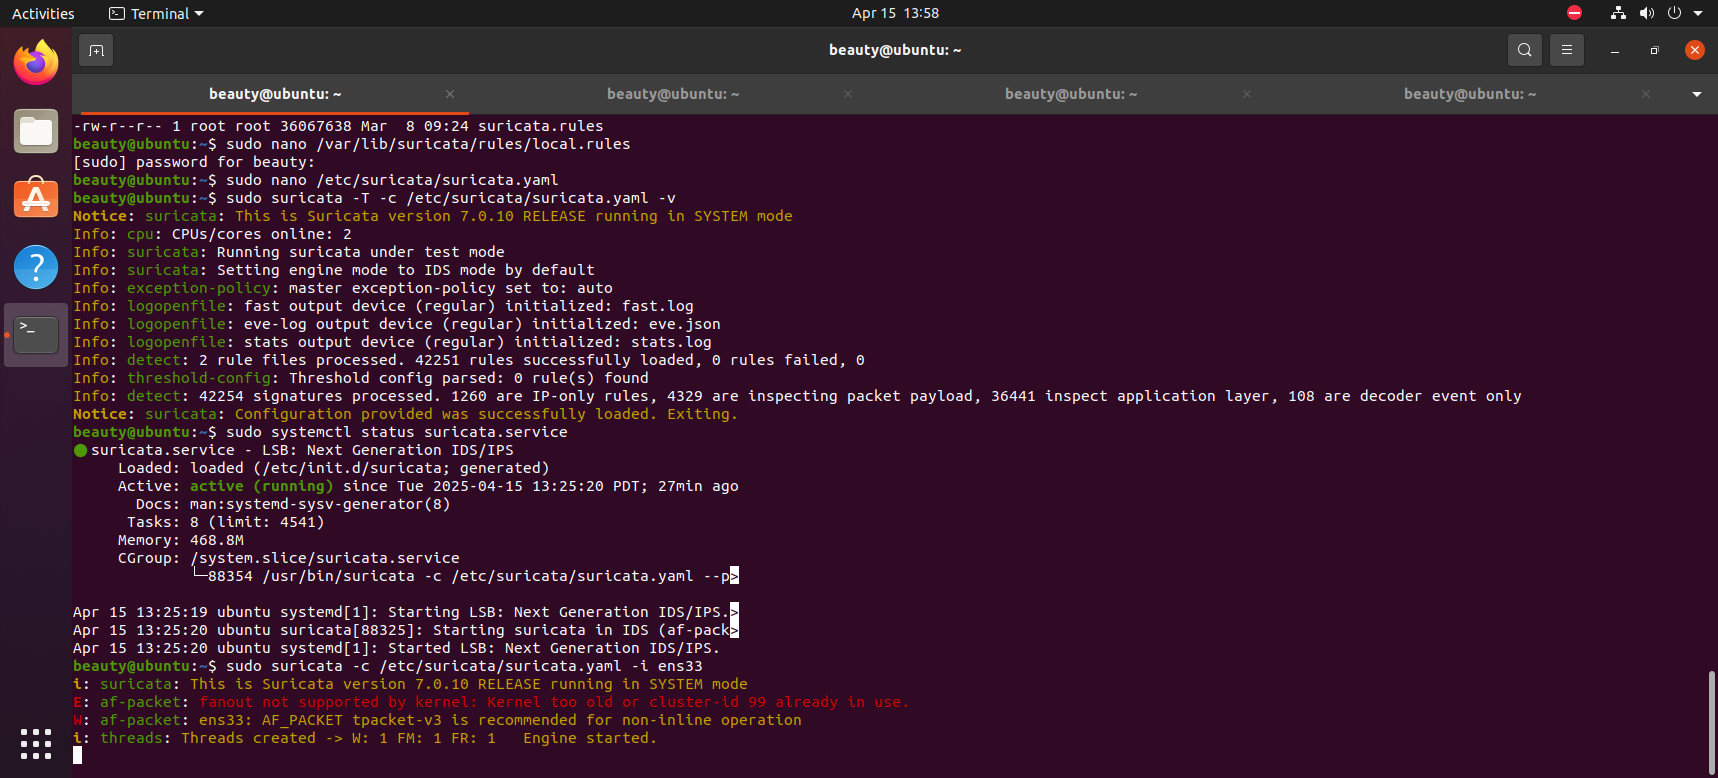 Activities
Terminal
Apr 15 13:58
beauty@ubuntu: ~
beauty@ubuntu: ~
beauty@ubuntu: ~
beauty@ubuntu: ~
beauty@ubuntu: ~
-rw-r--r-- 1 root root 36067638 Mar  8 09:24 suricata.rules
beauty@ubuntu:~$ sudo nano /var/lib/suricata/rules/local.rules
[sudo] password for beauty:
beauty@ubuntu:~$ sudo nano /etc/suricata/suricata.yaml
beauty@ubuntu:~$ sudo suricata -T -c /etc/suricata/suricata.yaml -v
Notice: suricata: This is Suricata version 7.0.10 RELEASE running in SYSTEM mode
Info: cpu: CPUs/cores online: 2
Info: suricata: Running suricata under test mode
Info: suricata: Setting engine mode to IDS mode by default
Info: exception-policy: master exception-policy set to: auto
Info: logopenfile: fast output device (regular) initialized: fast.log
Info: logopenfile: eve-log output device (regular) initialized: eve.json
Info: logopenfile: stats output device (regular) initialized: stats.log
Info: detect: 2 rule files processed. 42251 rules successfully loaded, 0 rules failed, 0
Info: threshold-config: Threshold config parsed: 0 rule(s) found
Info: detect: 42254 signatures processed. 1260 are IP-only rules, 4329 are inspecting packet payload, 36441 inspect application layer, 108 are decoder event only
Notice: suricata: Configuration provided was successfully loaded. Exiting.
beauty@ubuntu:~$ sudo systemctl status suricata.service
● suricata.service - LSB: Next Generation IDS/IPS
     Loaded: loaded (/etc/init.d/suricata; generated)
     Active: active (running) since Tue 2025-04-15 13:25:20 PDT; 27min ago
       Docs: man:systemd-sysv-generator(8)
      Tasks: 8 (limit: 4541)
     Memory: 468.8M
     CGroup: /system.slice/suricata.service
             └─88354 /usr/bin/suricata -c /etc/suricata/suricata.yaml --p>
Apr 15 13:25:19 ubuntu systemd[1]: Starting LSB: Next Generation IDS/IPS.>
Apr 15 13:25:20 ubuntu suricata[88325]: Starting suricata in IDS (af-pack>
Apr 15 13:25:20 ubuntu systemd[1]: Started LSB: Next Generation IDS/IPS.
beauty@ubuntu:~$ sudo suricata -c /etc/suricata/suricata.yaml -i ens33
i: suricata: This is Suricata version 7.0.10 RELEASE running in SYSTEM mode
E: af-packet: fanout not supported by kernel: Kernel too old or cluster-id 99 already in use.
W: af-packet: ens33: AF_PACKET tpacket-v3 is recommended for non-inline operation
i: threads: Threads created -> W: 1 FM: 1 FR: 1   Engine started.